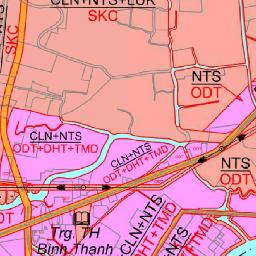 CLN+NTS+LUK
SKC
SKC
NTS
ODT
CLN+NTS
ODT+DHT+TMD
CLN+NTS
ODT+DHT+TMD
NTS
ODT
DT
Trg. TH
Bình Thạnh
CLN+NTS
DHT+TMD
CLN+NTS